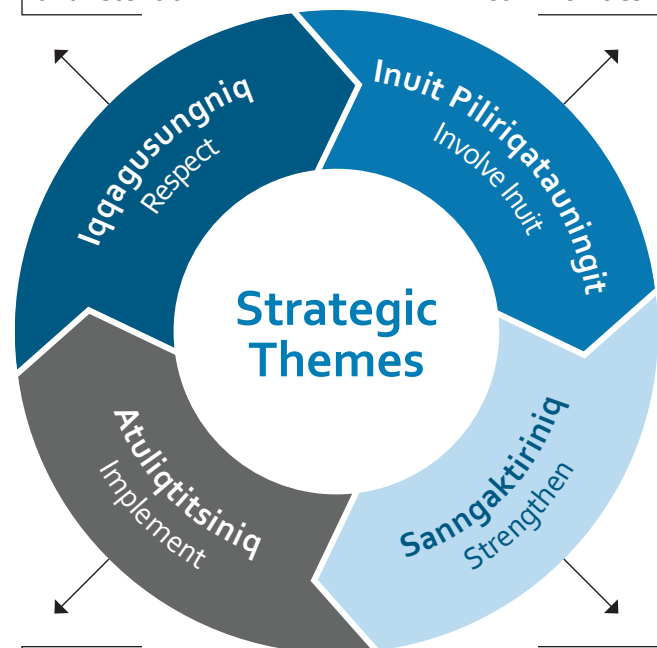 Iqqagusungniq
Respect
Inuit Piliriqatauningit
Involve Inuit
Strategic
Themes
Atuliqtitsiniq
Implement
Sanngaktiriniq
Strengthen